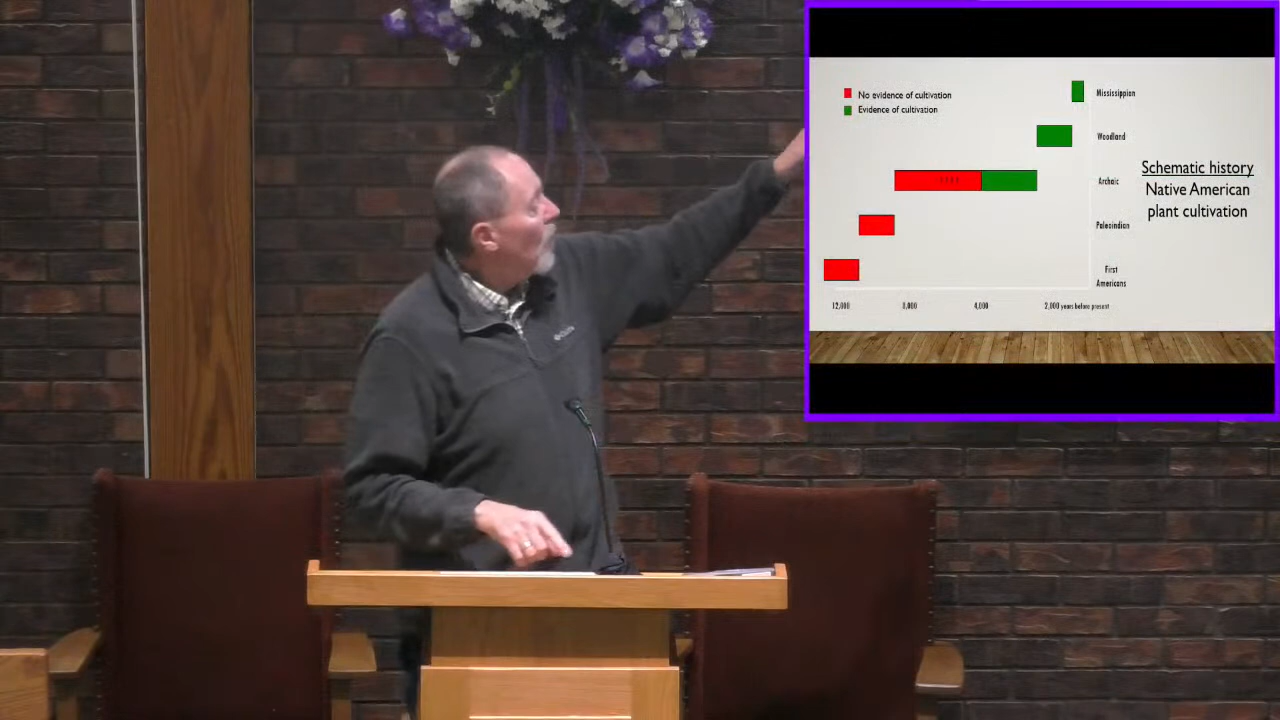 No evidence of cultivation
Evidence of cultivation
Mississippian
Woodland
Archaic
Paleoindian
First
Americans
Schematic history
Native American
plant cultivation
12,000
8,000
4,000
2,000 years before present
Columbia